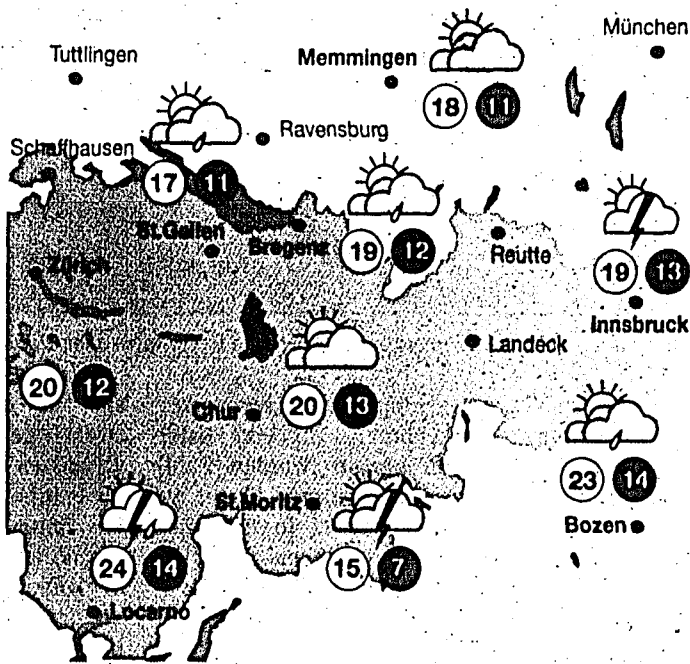 München
Tuttlingen
Memmingen
18 11
Ravensburg
Schaffhausen
17 11
St.Gallen
Bregenz
19 12
Reutte
Zürich
19 13
Innsbruck
Landeck
20 12
Chur
20 13
23 14
St.Moritz
Bozen
24 14
15 7
Locarno